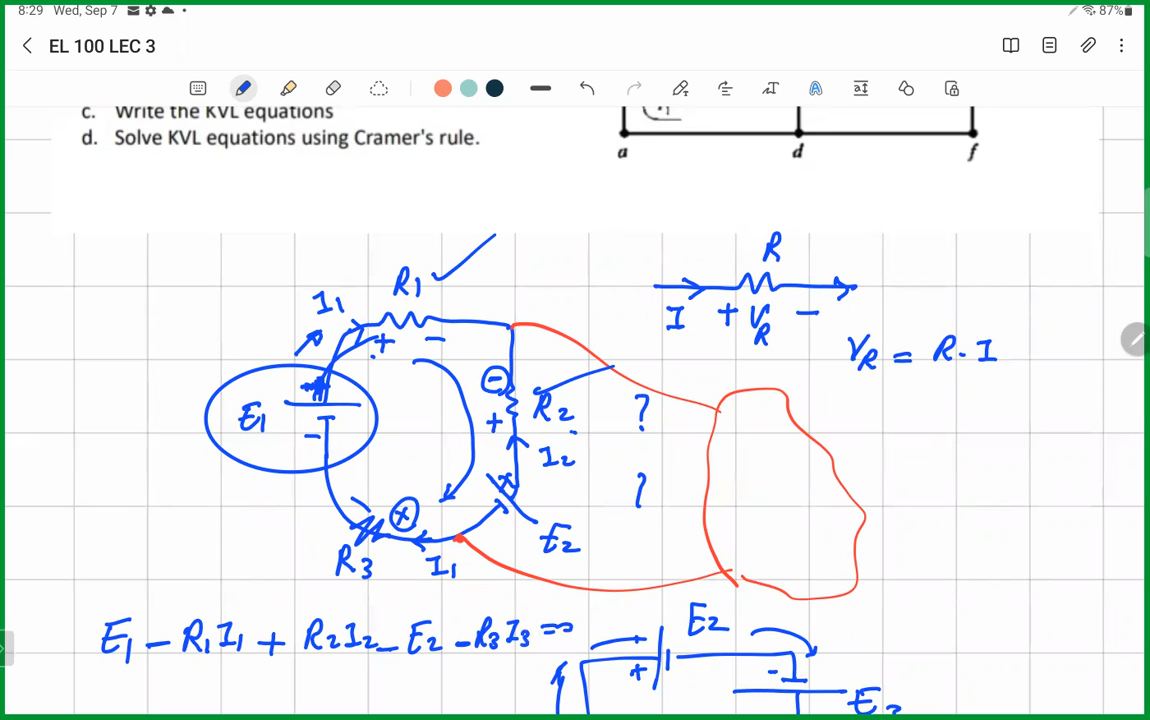 8:29 Wed, Sep 7
87%
EL 100 LEC 3
c. Write the KVL equations
d. Solve KVL equations using Cramer's rule.
a d f
R
R1
I1
I + VR -
+ -
VR = R·I
-
E1
+ R2 ?
-
I2
+
?
+
E2
R3 I1
E1 - R1I1 + R2I2 - E2 - R3I3 =
E2
+
+
-